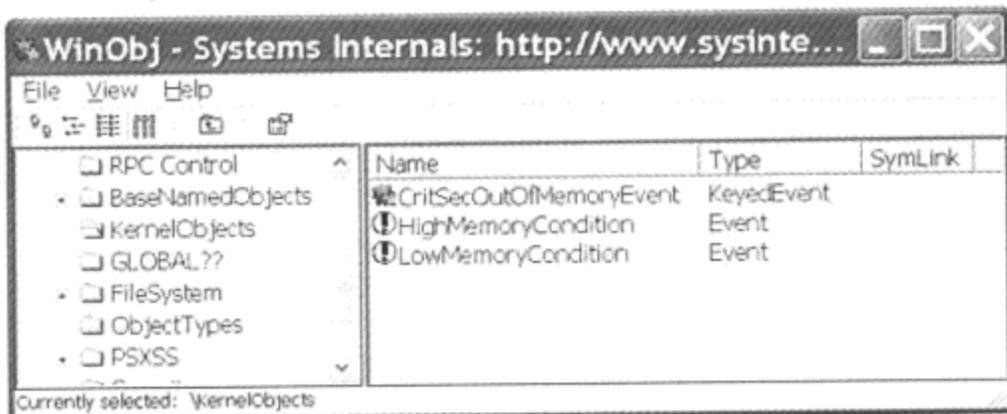 WinObj - Systems Internals: http://www.sysinte...
File View Help
RPC Control
BaseNamedObjects
KernelObjects
GLOBAL??
FileSystem
ObjectTypes
PSXSS
Name Type SymLink
CritSecOutOfMemoryEvent KeyedEvent
HighMemoryCondition Event
LowMemoryCondition Event
Currently selected: \KernelObjects